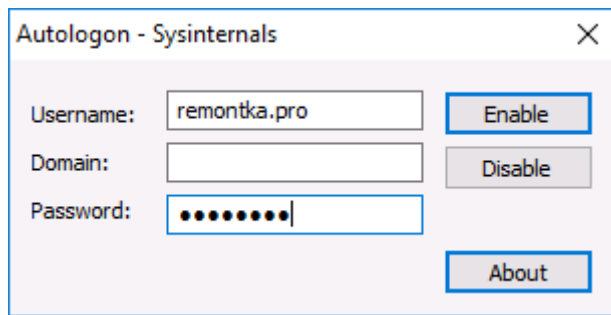 Autologon - Sysinternals
Username: remontka.pro Enable
Domain: Disable
Password: ••••••••
About